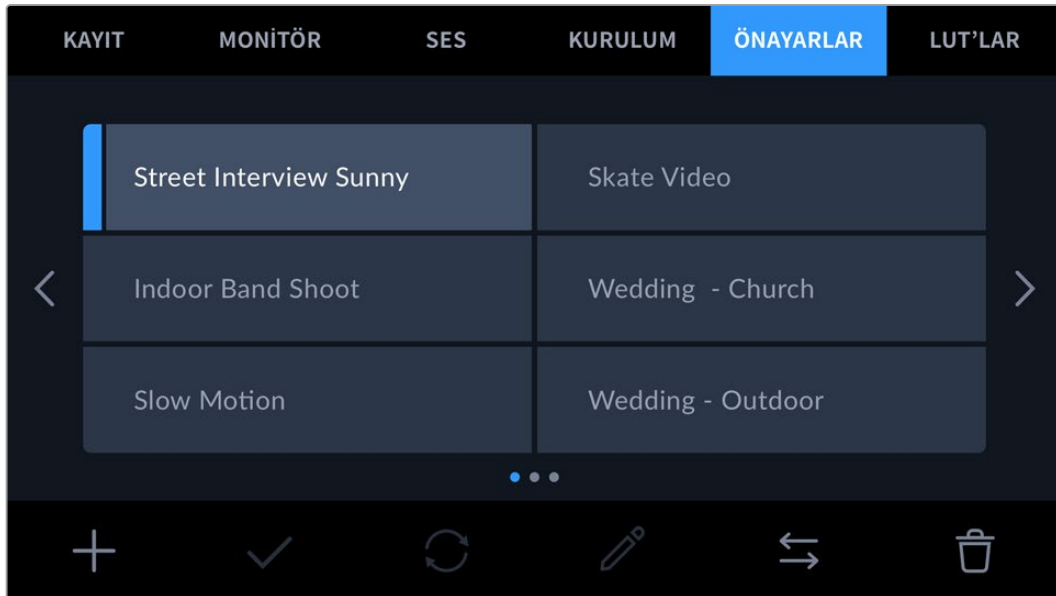 KAYIT MONİTÖR SES KURULUM ÖNAYARLAR LUT’LAR
Street Interview Sunny Skate Video
Indoor Band Shoot Wedding - Church
Slow Motion Wedding - Outdoor